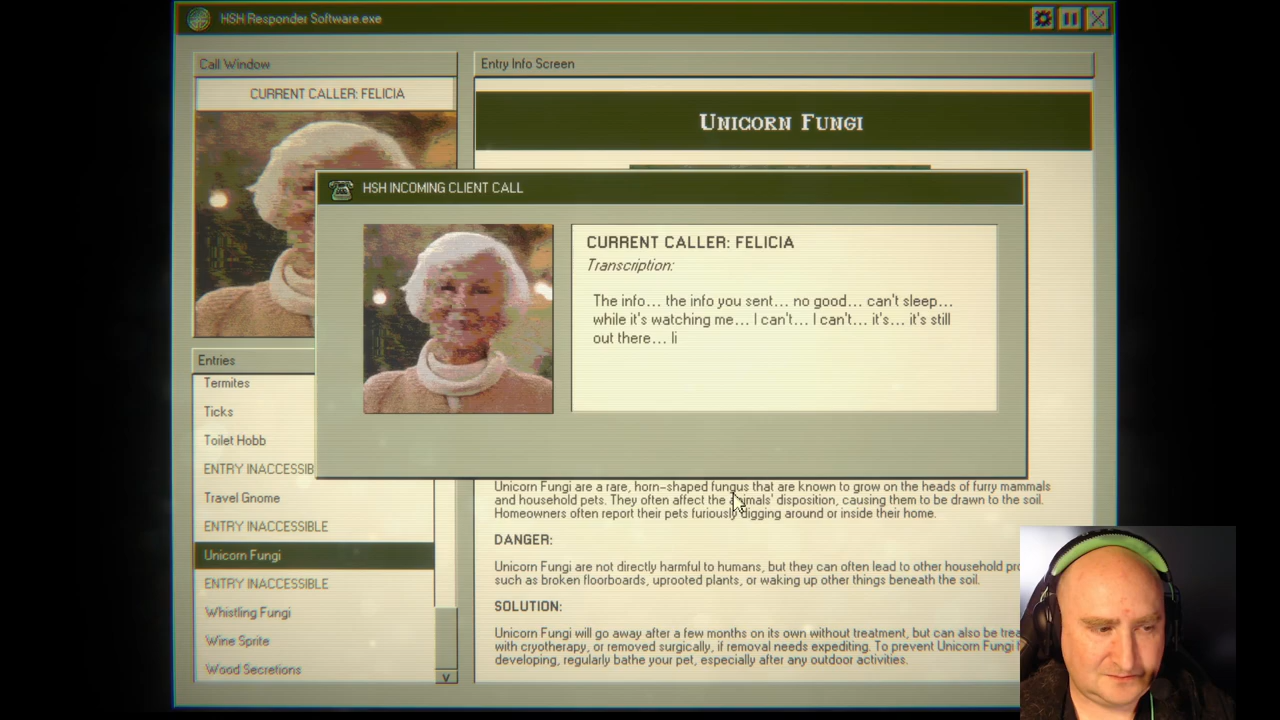 HSH Responder Software.exe
Call Window
CURRENT CALLER: FELICIA
Entry Info Screen
Unicorn Fungi
HSH INCOMING CLIENT CALL
CURRENT CALLER: FELICIA
Transcription:
The info... the info you sent... no good... can't sleep...
while it's watching me... I can't... I can't... it's... it's still
out there... li
Entries
Termites
Ticks
Toilet Hobb
ENTRY INACCESSIB
Travel Gnome
ENTRY INACCESSIBLE
Unicorn Fungi
ENTRY INACCESSIBLE
Whistling Fungi
Wine Sprite
Wood Secretions
V
Unicorn Fungi are a rare, horn-shaped fungus that are known to grow on the heads of furry mammals
and household pets. They often affect the animals' disposition, causing them to be drawn to the soil.
Homeowners often report their pets furiously digging around or inside their home.
DANGER:
Unicorn Fungi are not directly harmful to humans, but they can often lead to other household pro
such as broken floorboards, uprooted plants, or waking up other things beneath the soil.
SOLUTION:
Unicorn Fungi will go away after a few months on its own without treatment, but can also be trea
with cryotherapy, or removed surgically, if removal needs expediting. To prevent Unicorn Fungi f
developing, regularly bathe your pet, especially after any outdoor activities.